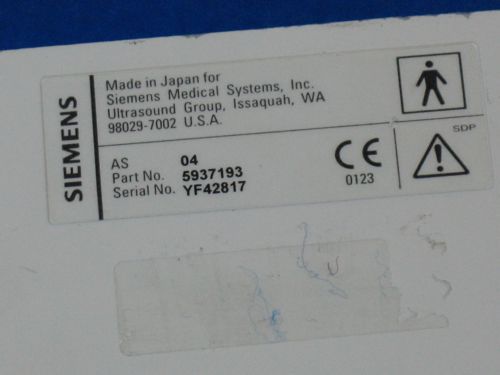 SIEMENS
Made in Japan for
Siemens Medical Systems, Inc.
Ultrasound Group, Issaquah, WA
98029-7002 U.S.A.
AS 04
Part No. 5937193
Serial No. YF42817
CE
0123
SDP
!